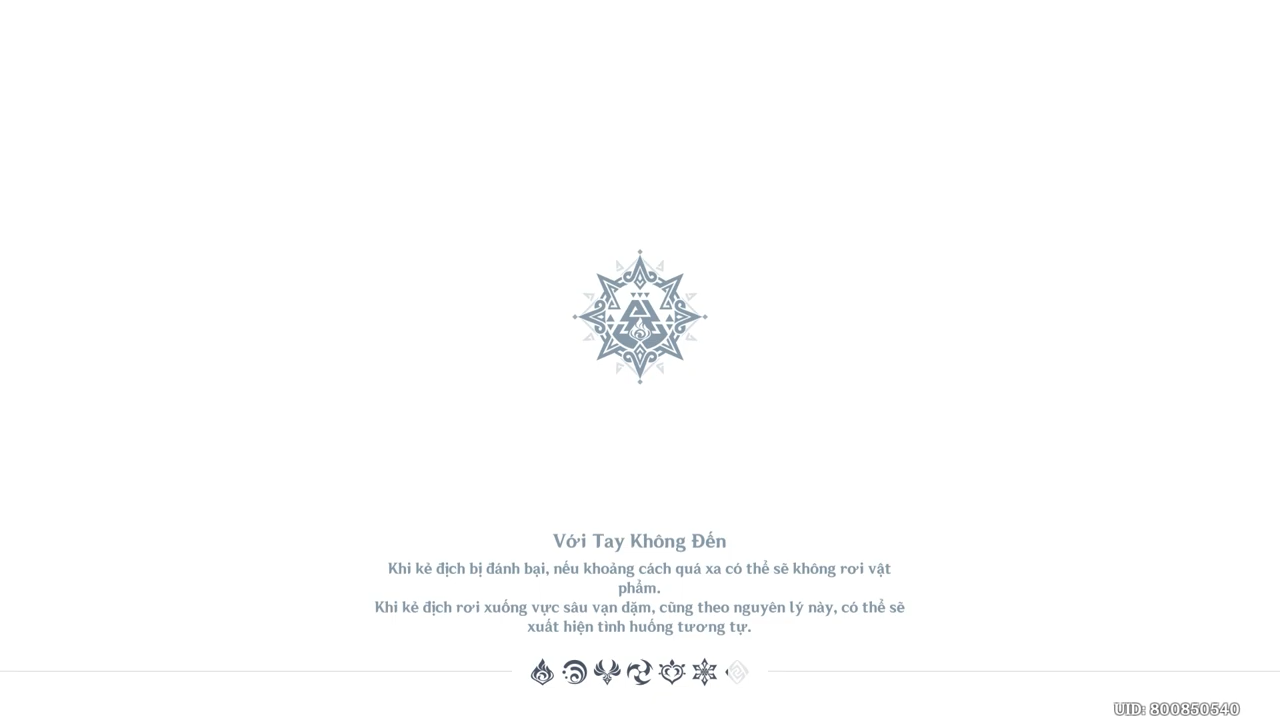 Với Tay Không Đến
Khi kẻ địch bị đánh bại, nếu khoảng cách quá xa có thể sẽ không rơi vật
phẩm.
Khi kẻ địch rơi xuống vực sâu vạn dặm, cũng theo nguyên lý này, có thể sẽ
xuất hiện tình huống tương tự.
UID: 800850540